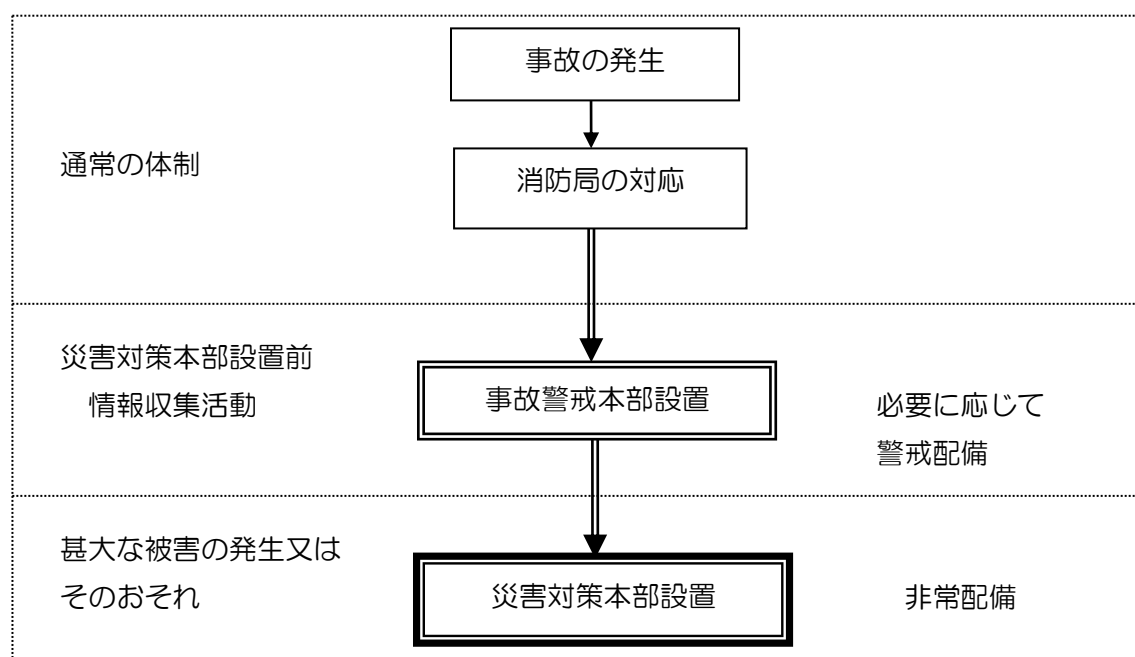 事故の発生
通常の体制
消防局の対応
災害対策本部設置前
情報収集活動
事故警戒本部設置
必要に応じて
警戒配備
甚大な被害の発生又は
そのおそれ
災害対策本部設置
非常配備